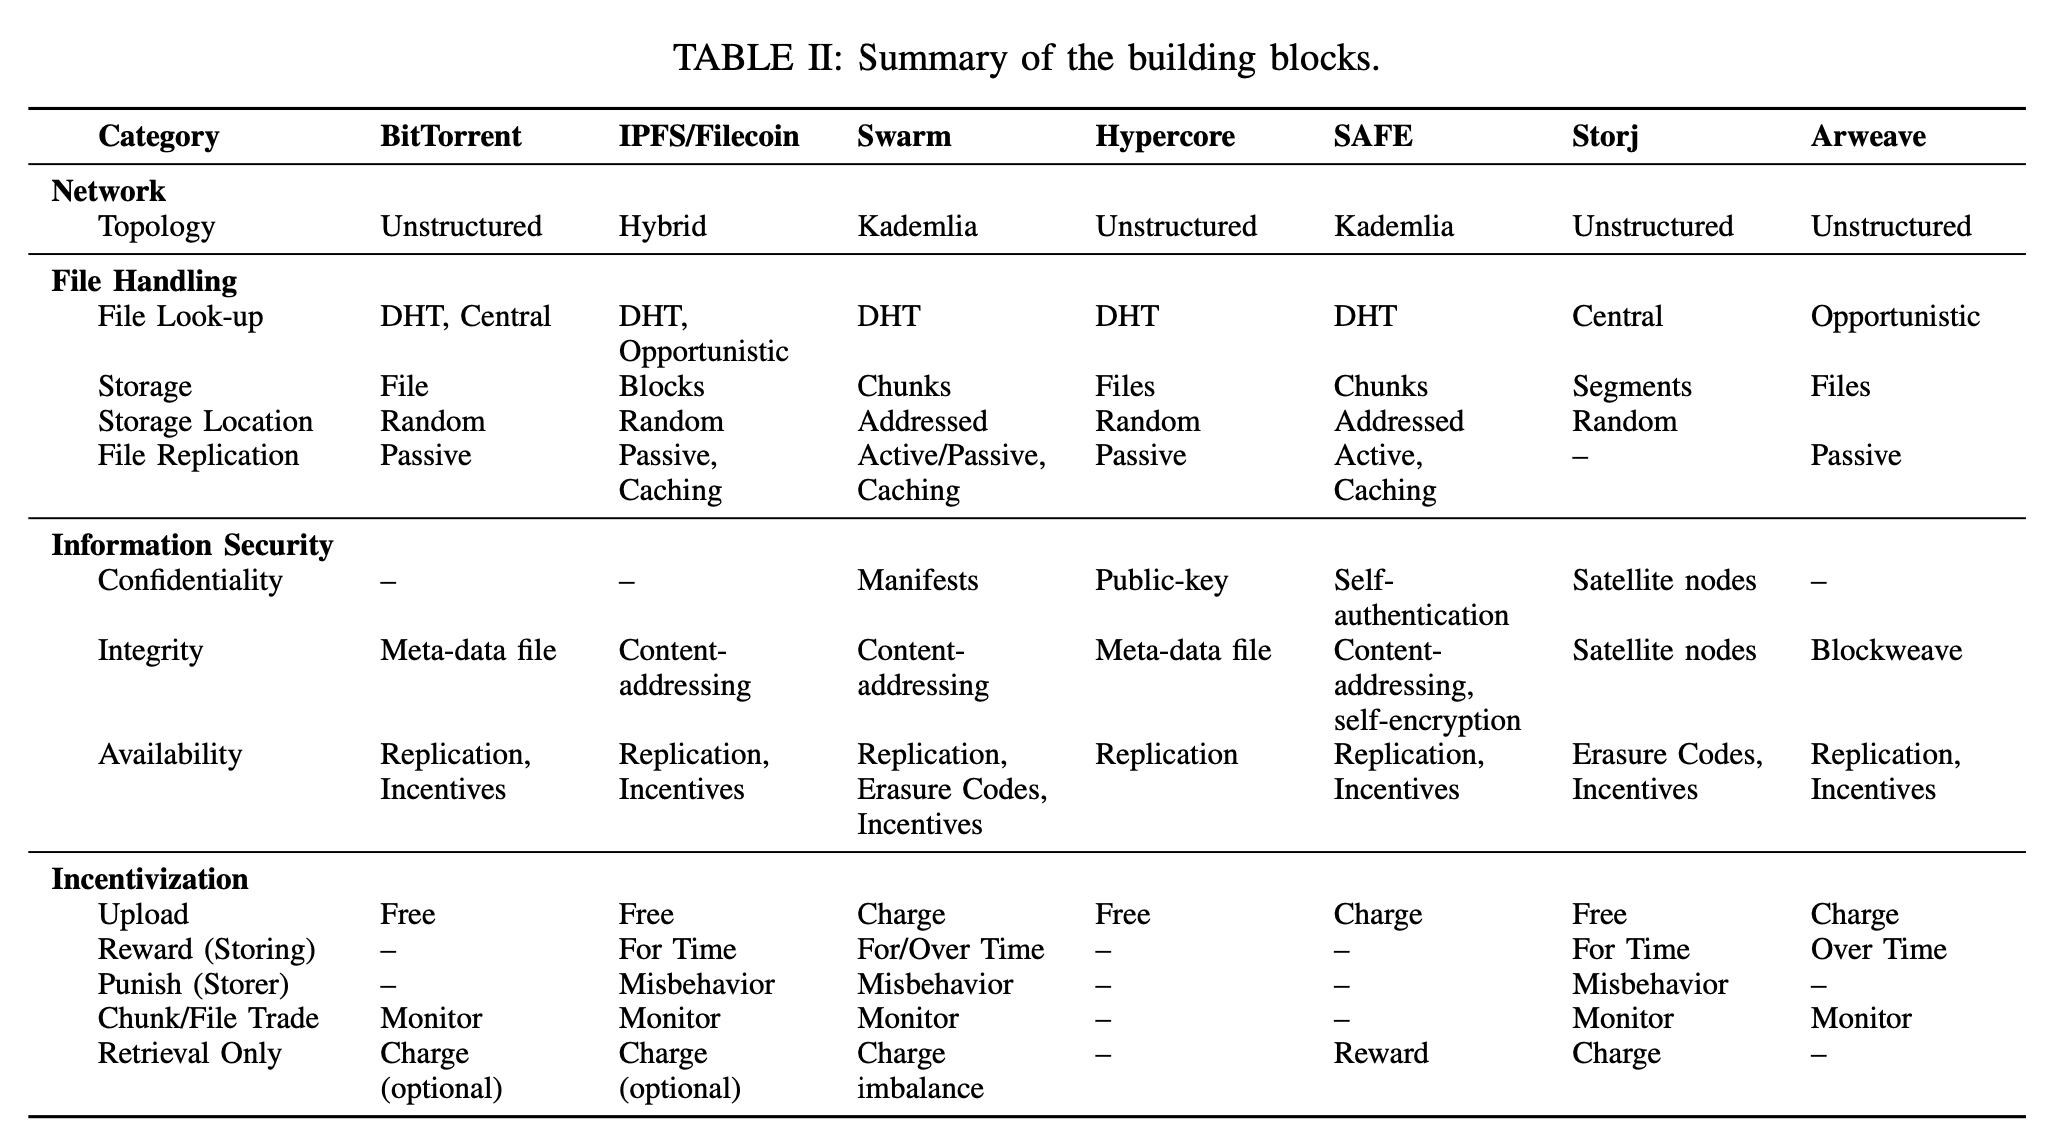 TABLE II: Summary of the building blocks.
Category BitTorrent IPFS/Filecoin Swarm Hypercore SAFE Storj Arweave
Network
Topology Unstructured Hybrid Kademlia Unstructured Kademlia Unstructured Unstructured
File Handling
File Look-up DHT, Central DHT, DHT DHT DHT Central Opportunistic
Opportunistic
Storage File Blocks Chunks Files Chunks Segments Files
Storage Location Random Random Addressed Random Addressed Random
File Replication Passive Passive, Active/Passive, Passive Active, – Passive
Caching Caching Caching
Information Security
Confidentiality – – Manifests Public-key Self- Satellite nodes –
authentication
Integrity Meta-data file Content- Content- Meta-data file Content- Satellite nodes Blockweave
addressing addressing addressing,
self-encryption
Availability Replication, Replication, Replication, Replication Replication, Erasure Codes, Replication,
Incentives Incentives Erasure Codes, Incentives Incentives Incentives
Incentives
Incentivization
Upload Free Free Charge Free Charge Free Charge
Reward (Storing) – For Time For/Over Time – – For Time Over Time
Punish (Storer) – Misbehavior Misbehavior – – Misbehavior –
Chunk/File Trade Monitor Monitor Monitor – – Monitor Monitor
Retrieval Only Charge Charge Charge – Reward Charge –
(optional) (optional) imbalance